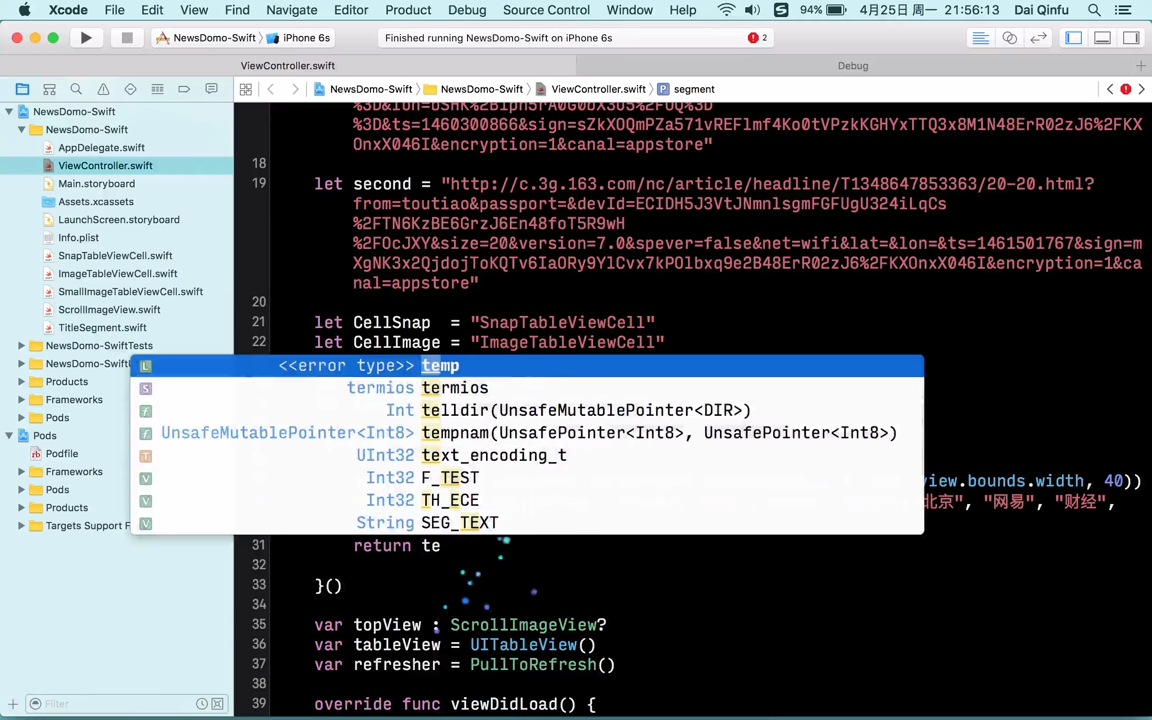 Xcode File Edit View Find Navigate Editor Product Debug Source Control Window Help 94% 4月25日 周一 21:56:13 Dai Qinfu
NewsDomo-Swift iPhone 6s Finished running NewsDomo-Swift on iPhone 6s 2
ViewController.swift Debug
NewsDomo-Swift NewsDomo-Swift ViewController.swift segment
NewsDomo-Swift
NewsDomo-Swift
AppDelegate.swift
ViewController.swift
Main.storyboard
Assets.xcassets
LaunchScreen.storyboard
Info.plist
SnapTableViewCell.swift
ImageTableViewCell.swift
SmallImageTableViewCell.swift
ScrollImageView.swift
TitleSegment.swift
NewsDomo-SwiftTests
NewsDomo-Swift
Products
Frameworks
Pods
Pods
Podfile
Frameworks
Pods
Products
Targets Support F
Filter
%3D&ts=1460300866&sign=sZkXOQmPZa571vREFlmf4Ko0tVPzkKGHYxTTQ3x8M1N48ErR02zJ6%2FKX
OnxX046I&encryption=1&canal=appstore"
18
19 let second = "http://c.3g.163.com/nc/article/headline/T1348647853363/20-20.html?
from=toutiao&passport=&devId=ECIDH5J3VtJNmnlsgmFGFUgU324iLqCs
%2FTN6KzBE6GrzJ6En48foT5R9wH
%2FOcJXY&size=20&version=7.0&spever=false&net=wifi&lat=&lon=&ts=1461501767&sign=m
XgNK3x2QjdojToKQTv6IaORy9YlCvx7kPOlbxq9e2B48ErR02zJ6%2FKXOnxX046I&encryption=1&ca
nal=appstore"
20
21 let CellSnap = "SnapTableViewCell"
22 let CellImage = "ImageTableViewCell"
<<error type>> temp
termios termios
Int telldir(UnsafeMutablePointer<DIR>)
UnsafeMutablePointer<Int8> tempnam(UnsafePointer<Int8>, UnsafePointer<Int8>)
UInt32 text_encoding_t
Int32 F_TEST
Int32 TH_ECE
String SEG_TEXT
view.bounds.width, 40))
北京", "网易", "财经",
31 return te
32
33 }()
34
35 var topView : ScrollImageView?
36 var tableView = UITableView()
37 var refresher = PullToRefresh()
38
39 override func viewDidLoad() {